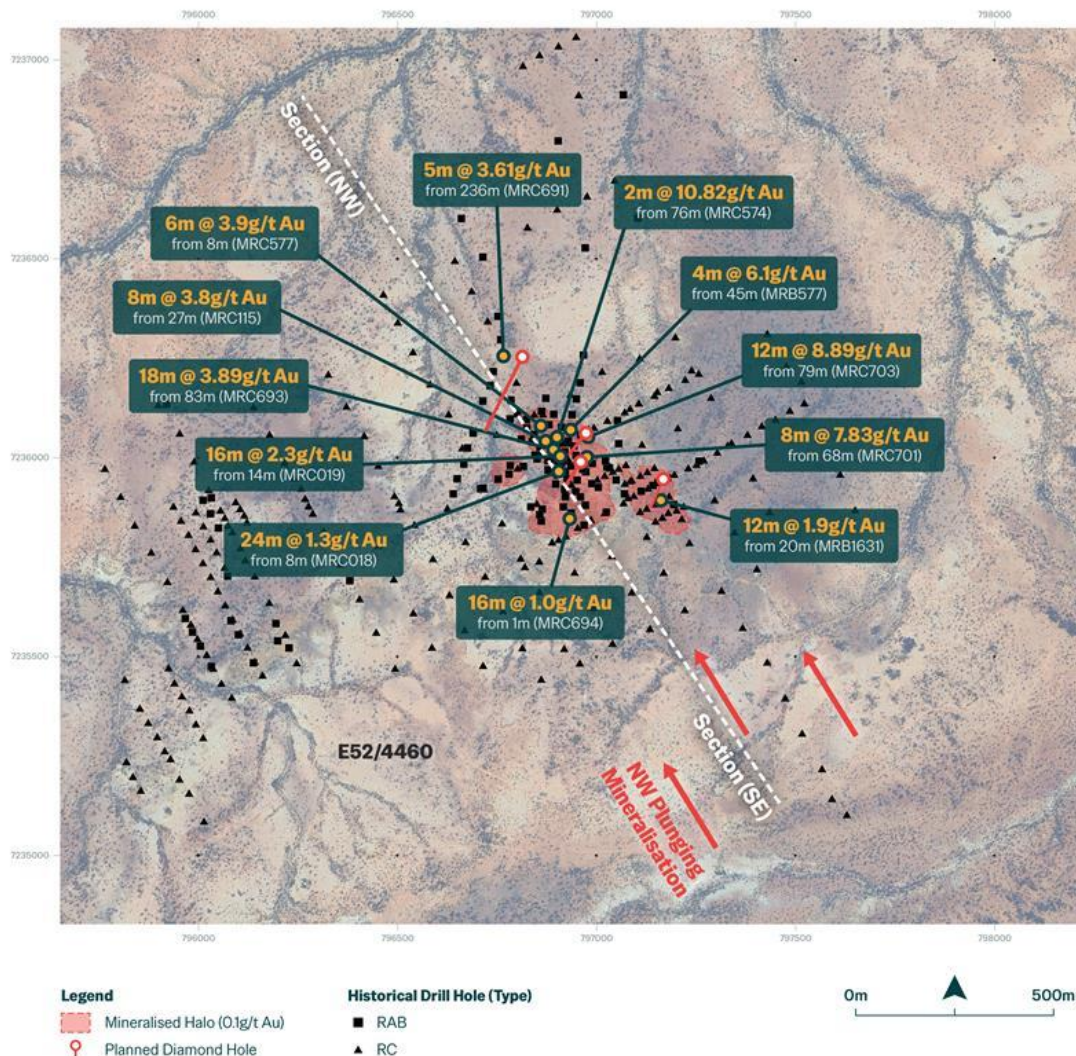 796000 796500 797000 797500 798000
7237000
7236500
7236000
7235500
7235000
Section (NW)
5m @ 3.61g/t Au
from 236m (MRC691)
2m @ 10.82g/t Au
from 76m (MRC574)
6m @ 3.9g/t Au
from 8m (MRC577)
4m @ 6.1g/t Au
from 45m (MRB577)
8m @ 3.8g/t Au
from 27m (MRC115)
12m @ 8.89g/t Au
from 79m (MRC703)
18m @ 3.89g/t Au
from 83m (MRC693)
8m @ 7.83g/t Au
from 68m (MRC701)
16m @ 2.3g/t Au
from 14m (MRC019)
24m @ 1.3g/t Au
from 8m (MRC018)
12m @ 1.9g/t Au
from 20m (MRB1631)
16m @ 1.0g/t Au
from 1m (MRC694)
E52/4460
Section (SE)
NW Plunging
Mineralisation
796000 796500 797000 797500 798000
Legend
Mineralised Halo (0.1g/t Au)
Planned Diamond Hole
Historical Drill Hole (Type)
RAB
RC
0m 500m